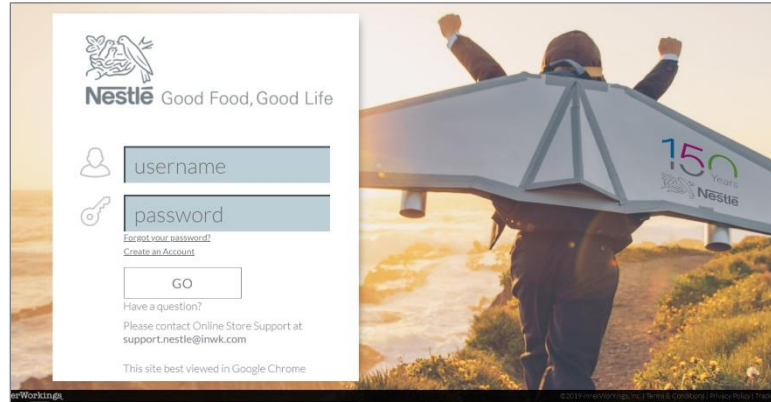 Nestlé Good Food, Good Life
username
password
Forgot your password?
Create an Account
GO
Have a question?
Please contact Online Store Support at
support.nestle@inwk.com
This site best viewed in Google Chrome
150
Years
Nestlé
erWorkings
©2019 InnerWorkings, Inc. | Terms & Conditions | Privacy Policy | Trade